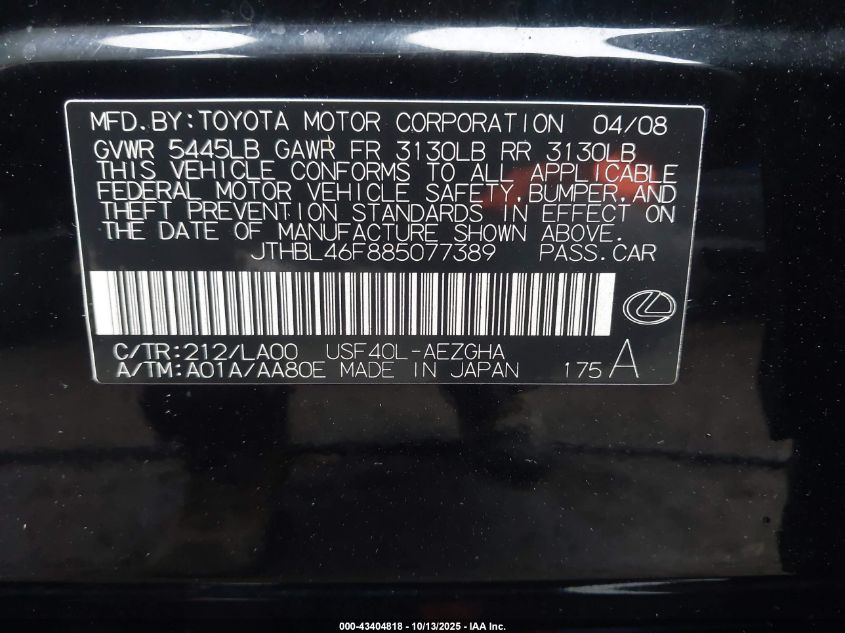 MFD. BY: TOYOTA MOTOR CORPORATION 04/08
GVWR 5445LB GAWR FR 3130LB RR 3130LB
THIS VEHICLE CONFORMS TO ALL APPLICABLE
FEDERAL MOTOR VEHICLE SAFETY, BUMPER, AND
THEFT PREVENTION STANDARDS IN EFFECT ON
THE DATE OF MANUFACTURE SHOWN ABOVE.
JTHBL46F885077389 PASS. CAR
C/TR: 212/LA00 USF40L-AEZGHA
A/TM: A01A/AA80E MADE IN JAPAN 175 A
000-43404818 - 10/13/2025 - IAA Inc.